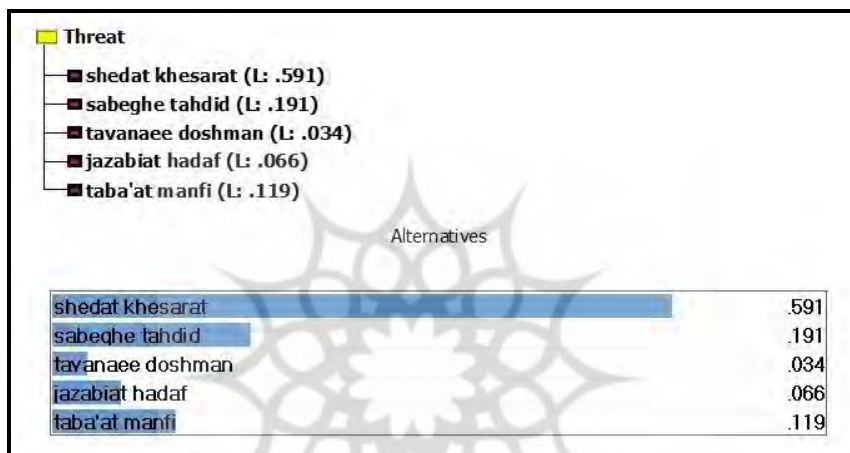 Threat
shedat khesarat (L: .591)
sabeghe tahdid (L: .191)
tavanaee doshman (L: .034)
jazabiat hadaf (L: .066)
taba'at manfi (L: .119)
Alternatives
shedat khesarat .591
sabeghe tahdid .191
tavanaee doshman .034
jazabiat hadaf .066
taba'at manfi .119